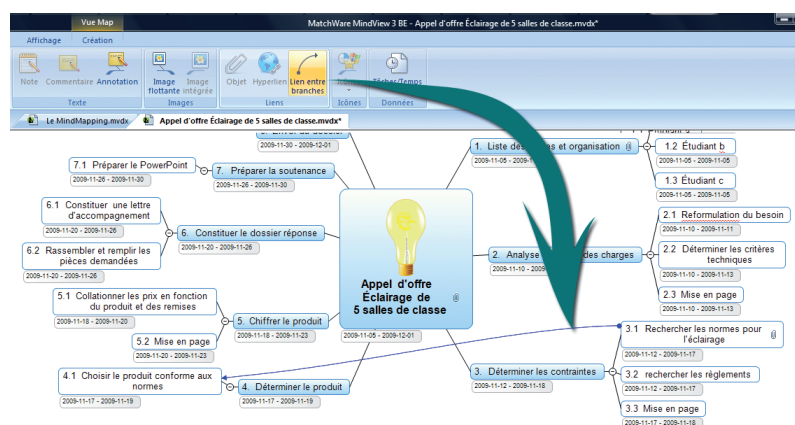 Vue Map
MatchWare MindView 3 BE - Appel d'offre Éclairage de 5 salles de classe.mvdx*
Affichage Création
Note Commentaire Annotation
Image flottante
Image intégrée
Objet Hyperlien Lien entre branches
Tâches/Temps
Texte Images Liens Icônes Données
Le MindMapping.mvdx
Appel d'offre Éclairage de 5 salles de classe.mvdx*
2009-11-30 - 2009-12-01
7.1 Préparer le PowerPoint
2009-11-26 - 2009-11-30
7. Préparer la soutenance
2009-11-26 - 2009-11-30
6.1 Constituer une lettre
d'accompagnement
2009-11-20 - 2009-11-26
6.2 Rassembler et remplir les
pièces demandées
2009-11-20 - 2009-11-26
6. Constituer le dossier réponse
2009-11-20 - 2009-11-26
5.1 Collationner les prix en fonction
du produit et des remises
2009-11-18 - 2009-11-20
5.2 Mise en page
2009-11-20 - 2009-11-23
5. Chiffrer le produit
2009-11-18 - 2009-11-23
4.1 Choisir le produit conforme aux
normes
2009-11-17 - 2009-11-19
4. Déterminer le produit
2009-11-17 - 2009-11-19
Appel d'offre
Éclairage de
5 salles de classe
2009-11-05 - 2009-12-01
1. Liste des et organisation
2009-11-05 -
1.2 Étudiant b
2009-11-05 - 2009-11-05
1.3 Étudiant c
2009-11-05 - 2009-11-05
2. Analyse des charges
2009-11-10 -
2.1 Reformulation du besoin
2009-11-10 - 2009-11-11
2.2 Déterminer les critères
techniques
2009-11-10 - 2009-11-13
2.3 Mise en page
2009-11-10 - 2009-11-13
3. Déterminer les contraintes
2009-11-12 - 2009-11-18
3.1 Rechercher les normes pour
l'éclairage
2009-11-12 - 2009-11-17
3.2 rechercher les règlements
2009-11-12 - 2009-11-17
3.3 Mise en page
2009-11-17 - 2009-11-18